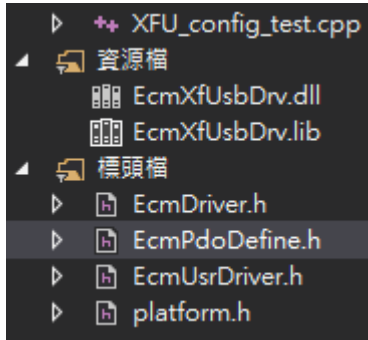 XFU_config_test.cpp
資源檔
EcmXfUsbDrv.dll
EcmXfUsbDrv.lib
標頭檔
EcmDriver.h
EcmPdoDefine.h
EcmUsrDriver.h
platform.h